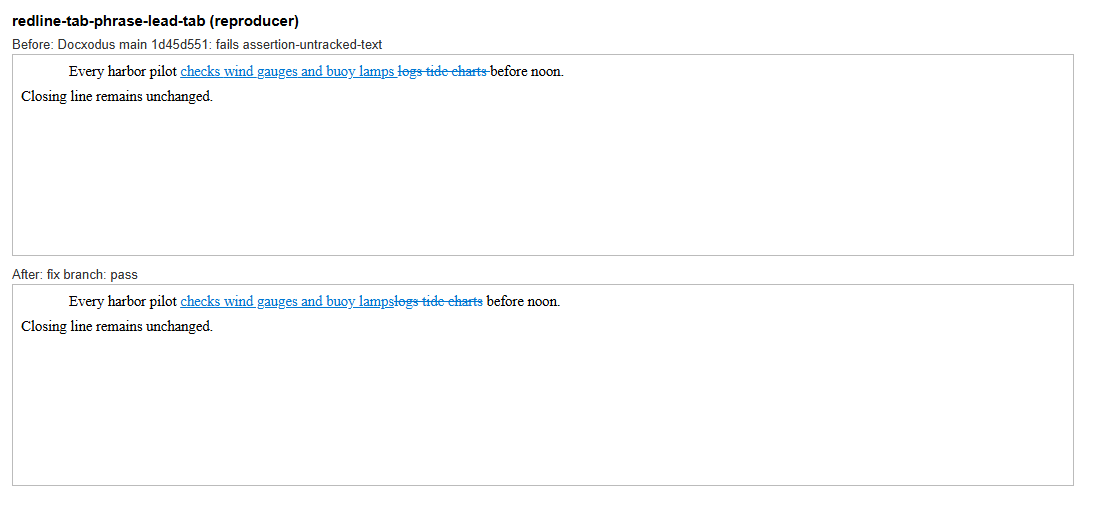 redline-tab-phrase-lead-tab (reproducer)
Before: Docxodus main 1d45d551: fails assertion-untracked-text
Every harbor pilot checks wind gauges and buoy lamps logs tide charts before noon.
Closing line remains unchanged.
After: fix branch: pass
Every harbor pilot checks wind gauges and buoy lampslogs tide charts before noon.
Closing line remains unchanged.